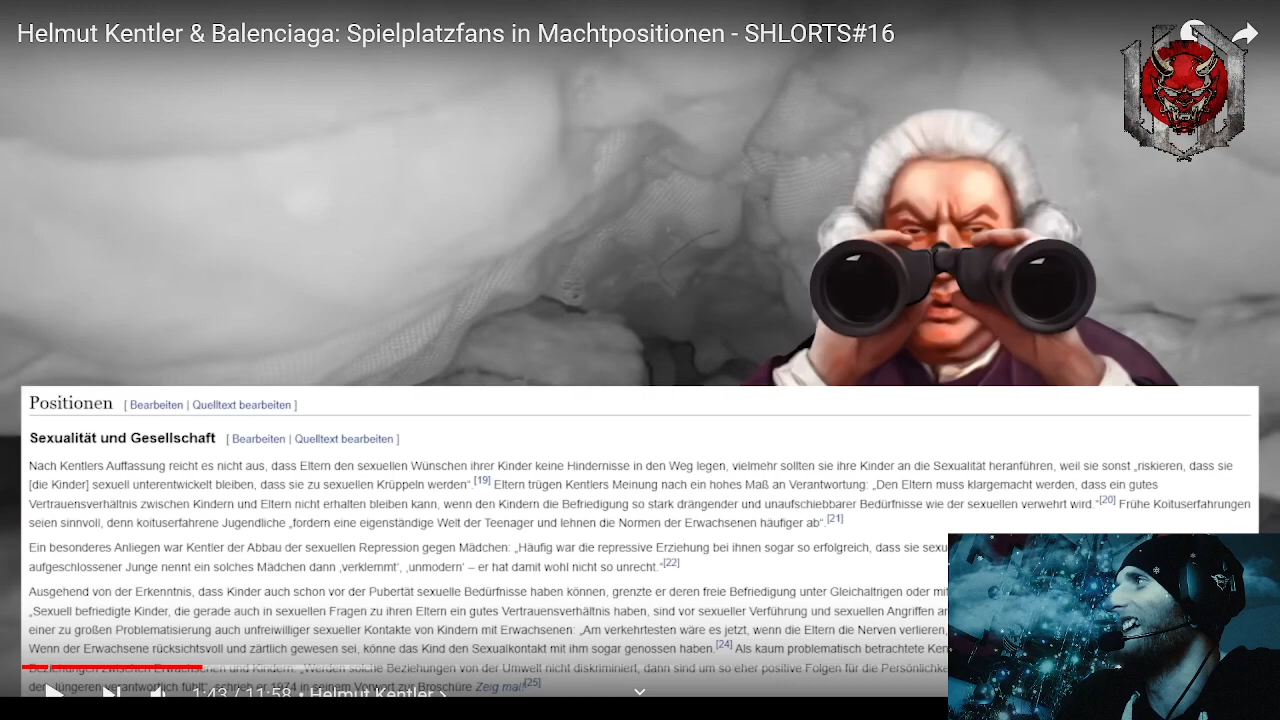 Helmut Kentler & Balenciaga: Spielplatzfans in Machtpositionen - SHLORTS#16
Positionen [ Bearbeiten | Quelltext bearbeiten ]
Sexualität und Gesellschaft [ Bearbeiten | Quelltext bearbeiten ]
Nach Kentlers Auffassung reicht es nicht aus, dass Eltern den sexuellen Wünschen ihrer Kinder keine Hindernisse in den Weg legen, vielmehr sollten sie ihre Kinder an die Sexualität heranführen, weil sie sonst „riskieren, dass sie
[die Kinder] sexuell unterentwickelt bleiben, dass sie zu sexuellen Krüppeln werden“.[19] Eltern trügen Kentlers Meinung nach ein hohes Maß an Verantwortung: „Den Eltern muss klargemacht werden, dass ein gutes
Vertrauensverhältnis zwischen Kindern und Eltern nicht erhalten bleiben kann, wenn den Kindern die Befriedigung so stark drängender und unaufschiebbarer Bedürfnisse wie der sexuellen verwehrt wird.“[20] Frühe Koituserfahrungen
seien sinnvoll, denn koituserfahrene Jugendliche „fordern eine eigenständige Welt der Teenager und lehnen die Normen der Erwachsenen häufiger ab“.[21]
Ein besonderes Anliegen war Kentler der Abbau der sexuellen Repression gegen Mädchen: „Häufig war die repressive Erziehung bei ihnen sogar so erfolgreich, dass sie sexu
aufgeschlossener Junge nennt ein solches Mädchen dann ‚verklemmt‘, ‚unmodern‘ – er hat damit wohl nicht so unrecht.“[22]
Ausgehend von der Erkenntnis, dass Kinder auch schon vor der Pubertät sexuelle Bedürfnisse haben können, grenzte er deren freie Befriedigung unter Gleichaltrigen oder mit
„Sexuell befriedigte Kinder, die gerade auch in sexuellen Fragen zu ihren Eltern ein gutes Vertrauensverhältnis haben, sind vor sexueller Verführung und sexuellen Angriffen
einer zu großen Problematisierung auch unfreiwilliger sexueller Kontakte von Kindern mit Erwachsenen: „Am verkehrtesten wäre es jetzt, wenn die Eltern die Nerven verlieren,
Wenn der Erwachsene rücksichtsvoll und zärtlich gewesen sei, könne das Kind den Sexualkontakt mit ihm sogar genossen haben.[24] Als kaum problematisch betrachtete
Beziehungen zwischen Erwachsenen und Kindern: „Werden solche Beziehungen von der Umwelt nicht diskriminiert, dann sind um so eher positive Folgen für die Persönlichke
der Jüngeren verantwortlich fühlt“, schrieb er 1974 in seinem Vorwort zur Broschüre Zeig mal![25]
1:43 / 11:58 • Helmut Kentler